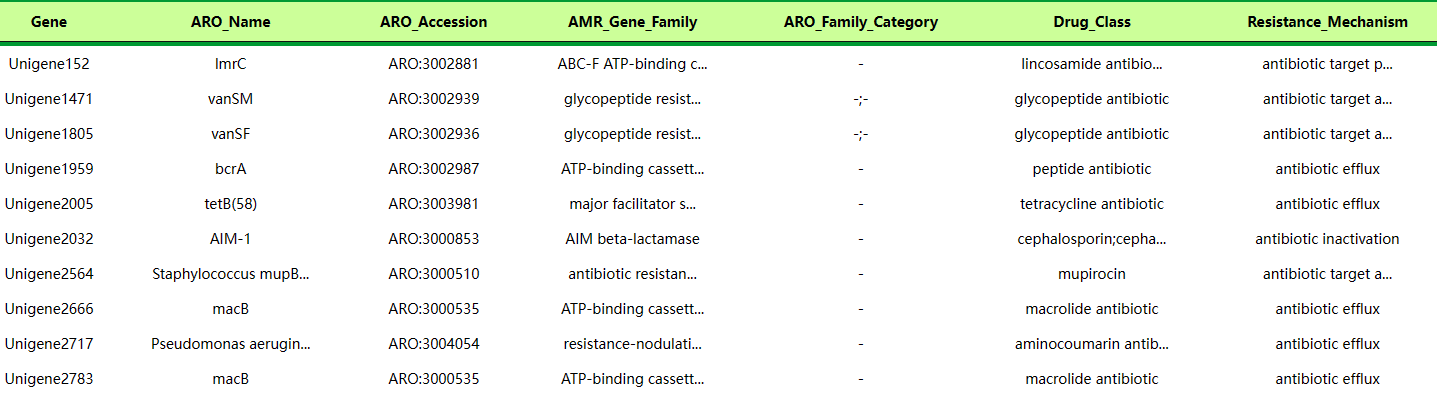 Gene ARO_Name ARO_Accession AMR_Gene_Family ARO_Family_Category Drug_Class Resistance_Mechanism
Unigene152 lmrC ARO:3002881 ABC-F ATP-binding c... - lincosamide antibio... antibiotic target p...
Unigene1471 vanSM ARO:3002939 glycopeptide resist... -;- glycopeptide antibiotic antibiotic target a...
Unigene1805 vanSF ARO:3002936 glycopeptide resist... -;- glycopeptide antibiotic antibiotic target a...
Unigene1959 bcrA ARO:3002987 ATP-binding cassett... - peptide antibiotic antibiotic efflux
Unigene2005 tetB(58) ARO:3003981 major facilitator s... - tetracycline antibiotic antibiotic efflux
Unigene2032 AIM-1 ARO:3000853 AIM beta-lactamase - cephalosporin;cepha... antibiotic inactivation
Unigene2564 Staphylococcus mupB... ARO:3000510 antibiotic resistan... - mupirocin antibiotic target a...
Unigene2666 macB ARO:3000535 ATP-binding cassett... - macrolide antibiotic antibiotic efflux
Unigene2717 Pseudomonas aerugin... ARO:3004054 resistance-nodulati... - aminocoumarin antib... antibiotic efflux
Unigene2783 macB ARO:3000535 ATP-binding cassett... - macrolide antibiotic antibiotic efflux